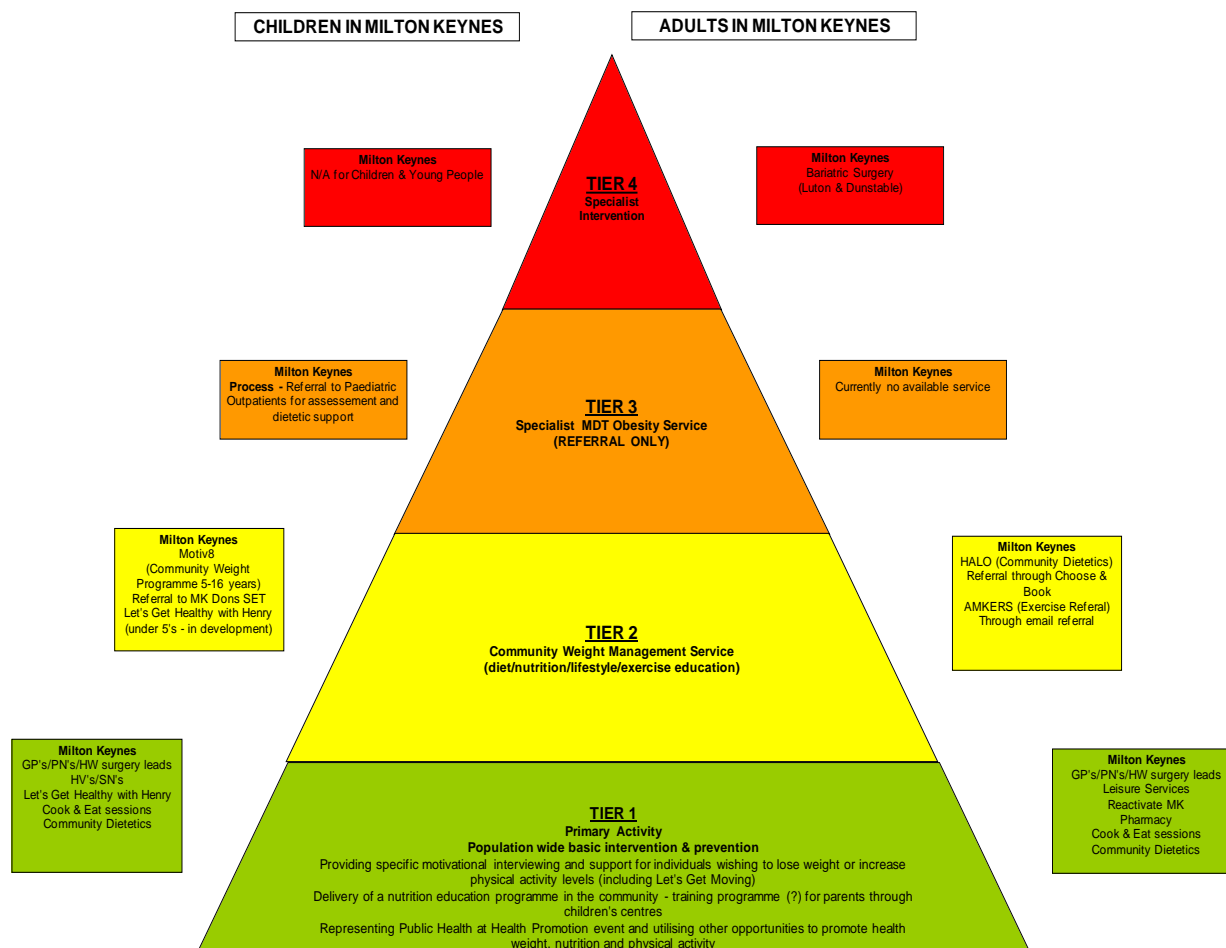 CHILDREN IN MILTON KEYNES
ADULTS IN MILTON KEYNES
Milton Keynes
N/A for Children & Young People
TIER 4
Specialist
Intervention
Milton Keynes
Bariatric Surgery
(Luton & Dunstable)
Milton Keynes
Process - Referral to Paediatric
Outpatients for assessement and
dietetic support
TIER 3
Specialist MDT Obesity Service
(REFERRAL ONLY)
Milton Keynes
Currently no available service
Milton Keynes
Motiv8
(Community Weight
Programme 5-16 years)
Referral to MK Dons SET
Let's Get Healthy with Henry
(under 5's - in development)
TIER 2
Community Weight Management Service
(diet/nutrition/lifestyle/exercise education)
Milton Keynes
HALO (Community Dietetics)
Referral through Choose &
Book
AMKERS (Exercise Referal)
Through email referral
Milton Keynes
GP's/PN's/HW surgery leads
HV's/SN's
Let's Get Healthy with Henry
Cook & Eat sessions
Community Dietetics
TIER 1
Primary Activity
Population wide basic intervention & prevention
Providing specific motivational interviewing and support for individuals wishing to lose weight or increase
physical activity levels (including Let's Get Moving)
Delivery of a nutrition education programme in the community - training programme (?) for parents through
children's centres
Representing Public Health at Health Promotion event and utilising other opportunities to promote health
weight, nutrition and physical activity
Milton Keynes
GP's/PN's/HW surgery leads
Leisure Services
Reactivate MK
Pharmacy
Cook & Eat sessions
Community Dietetics